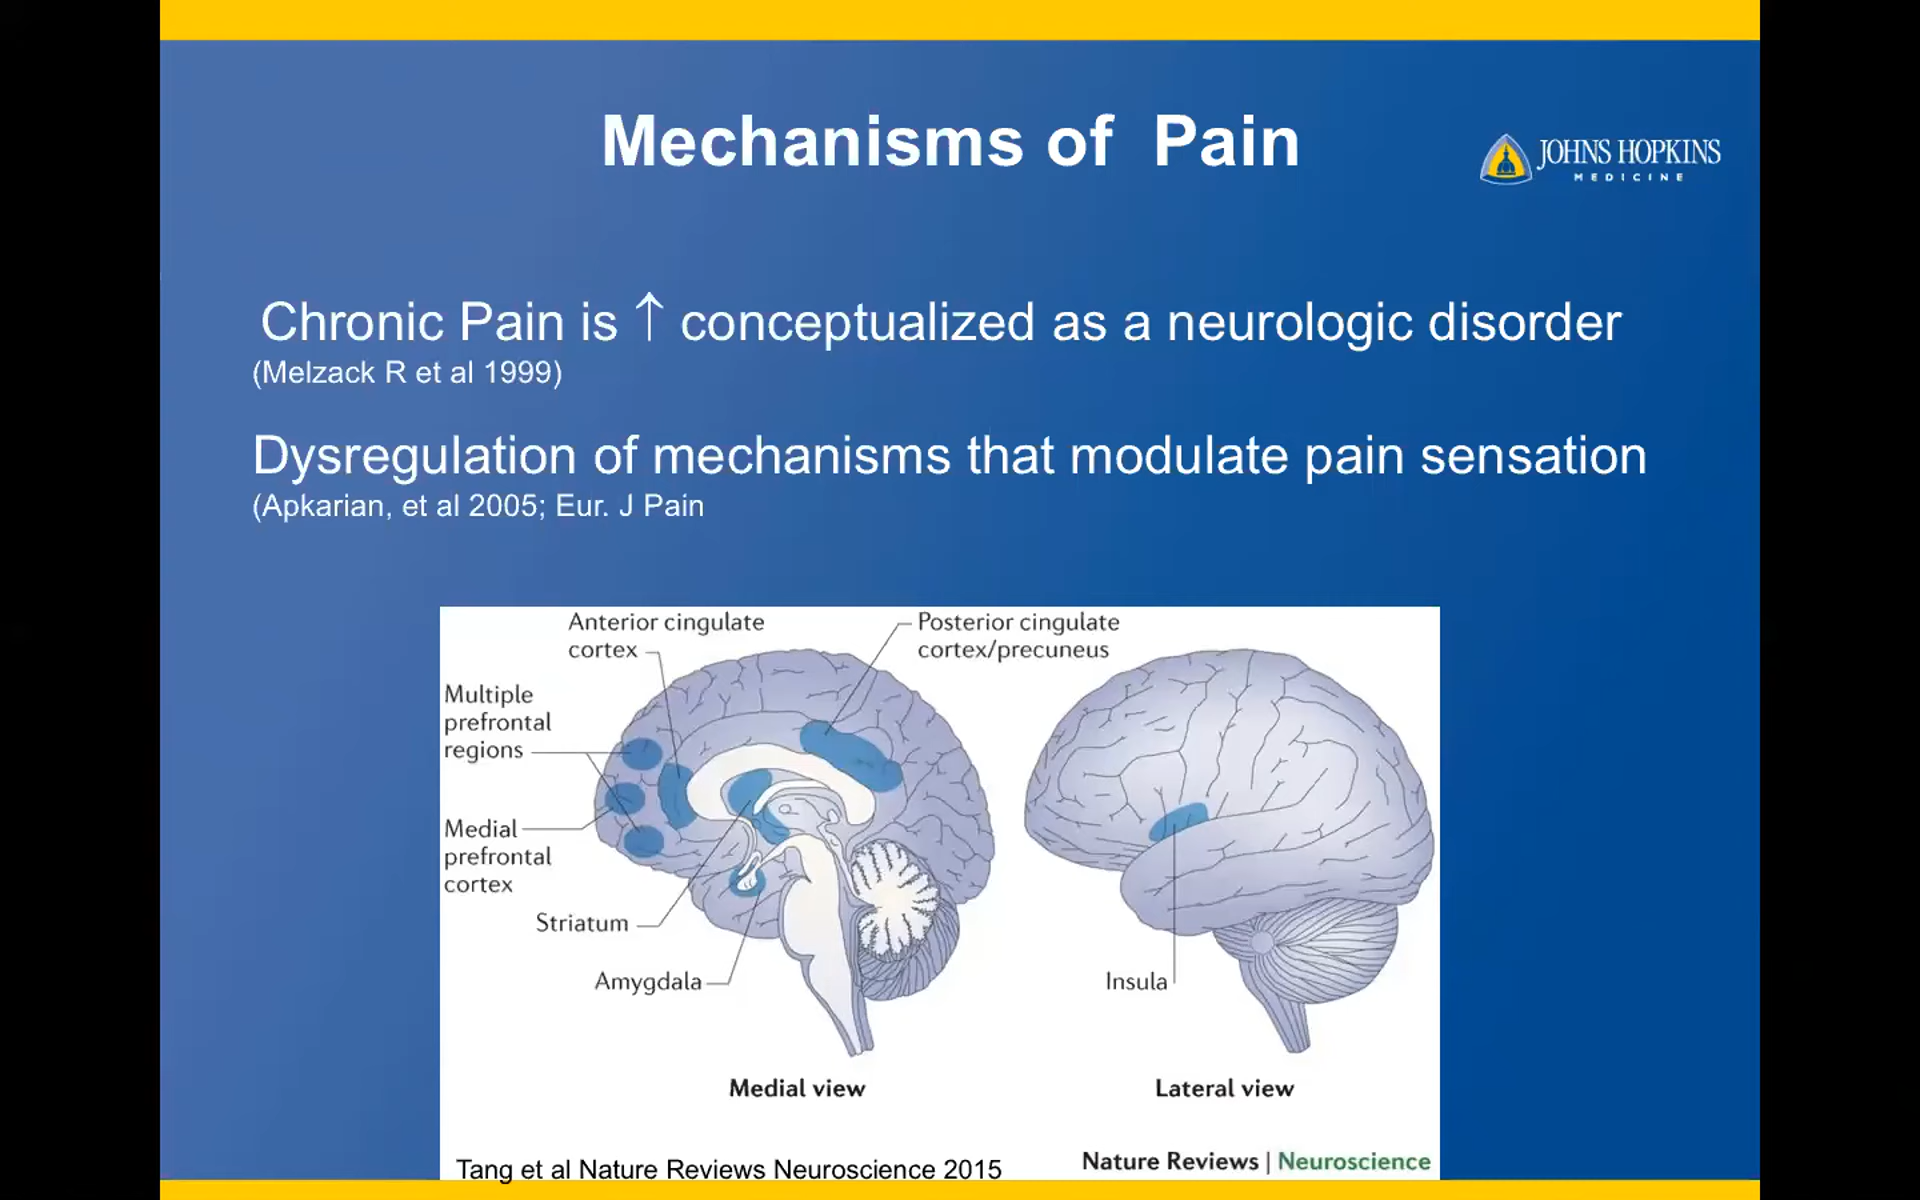 Mechanisms of Pain
JOHNS HOPKINS
MEDICINE
Chronic Pain is ↑ conceptualized as a neurologic disorder
(Melzack R et al 1999)
Dysregulation of mechanisms that modulate pain sensation
(Apkarian, et al 2005; Eur. J Pain
Anterior cingulate
cortex
Posterior cingulate
cortex/precuneus
Multiple
prefrontal
regions
Medial
prefrontal
cortex
Striatum
Amygdala
Insula
Medial view
Lateral view
Tang et al Nature Reviews Neuroscience 2015
Nature Reviews | Neuroscience